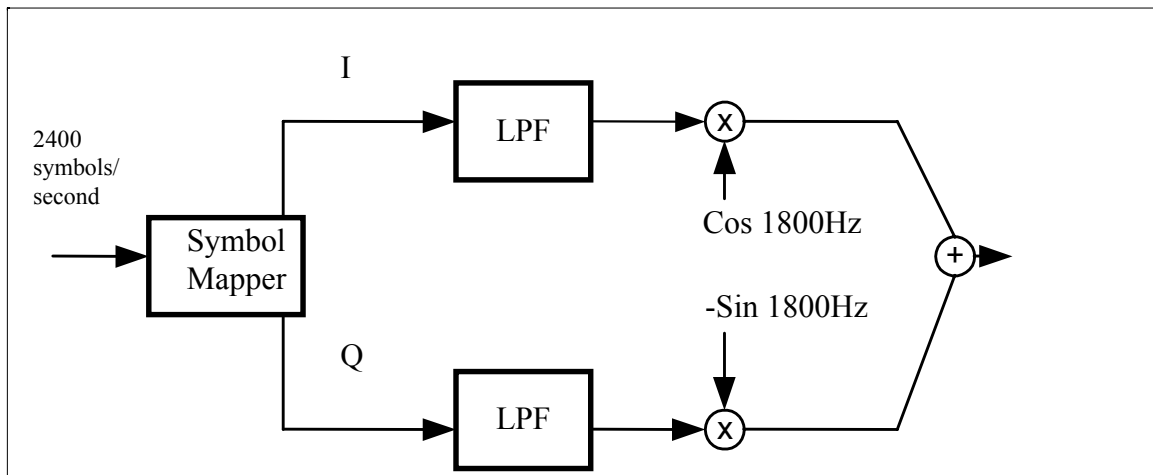 I
LPF
X
2400
symbols/
second
Cos 1800Hz
Symbol
Mapper
+
-Sin 1800Hz
Q
LPF
X